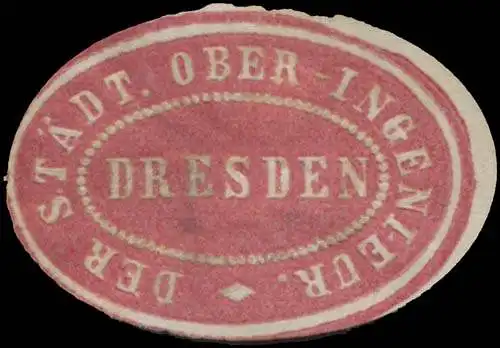 DER STÄDT. OBER-INGENIEUR.
DRESDEN